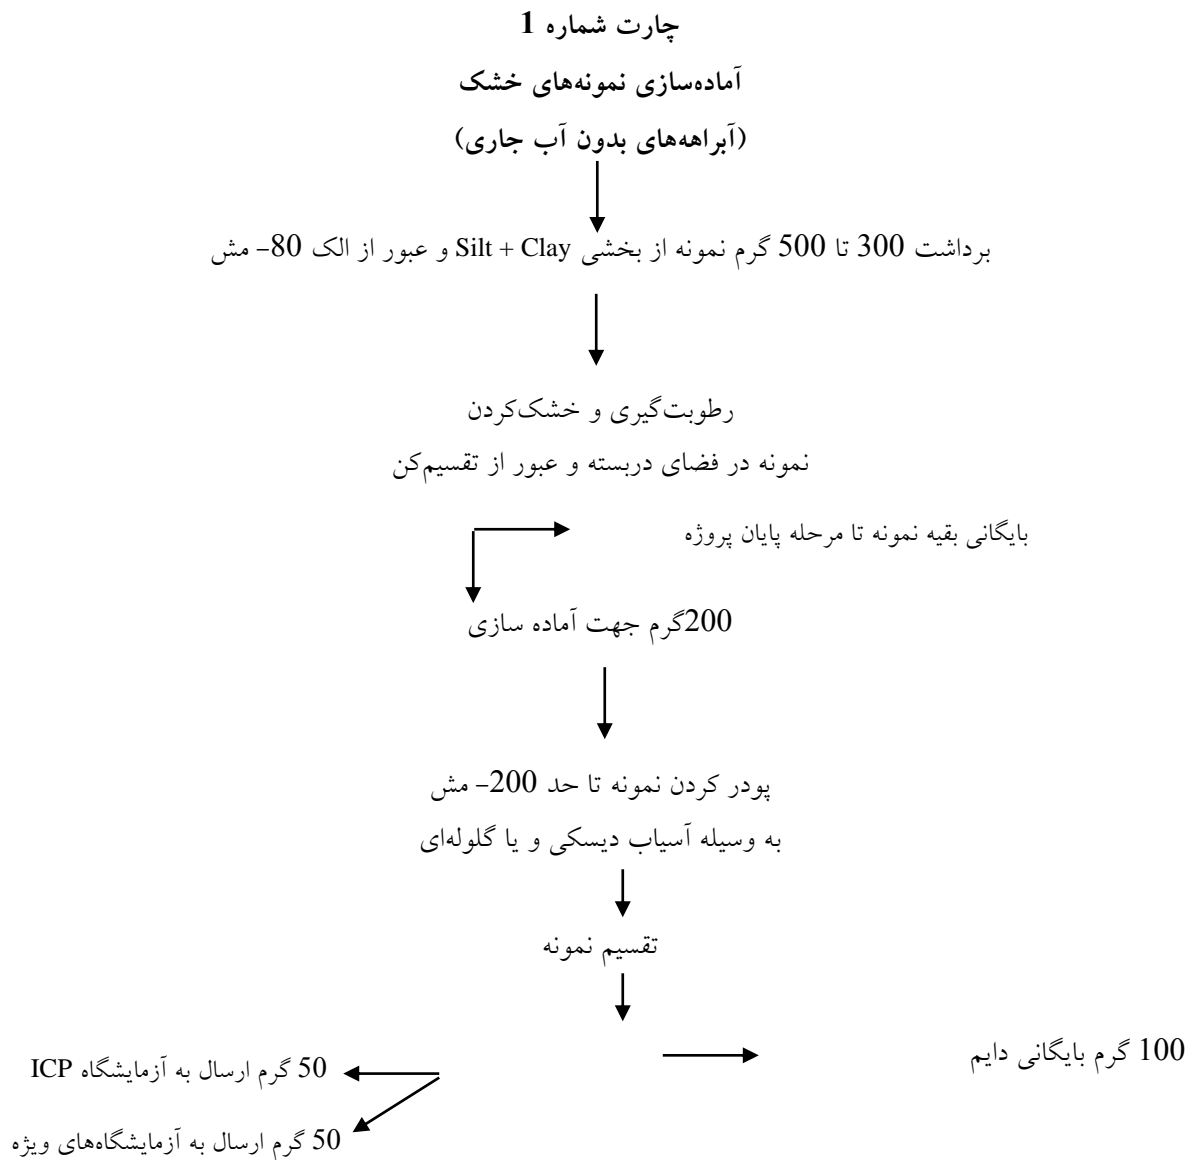 چارت شماره 1
آماده‌سازی نمونه‌های خشک
(آبراهه‌های بدون آب جاری)
برداشت 300 تا 500 گرم نمونه از بخشی Silt + Clay و عبور از الک 80- مش
رطوبت‌گیری و خشک‌کردن
نمونه در فضای دربسته و عبور از تقسیم‌کن
بایگانی بقیه نمونه تا مرحله پایان پروژه
200گرم جهت آماده سازی
پودر کردن نمونه تا حد 200- مش
به وسیله آسیاب دیسکی و یا گلوله‌ای
تقسیم نمونه
100 گرم بایگانی دایم
50 گرم ارسال به آزمایشگاه ICP
50 گرم ارسال به آزمایشگاه‌های ویژه